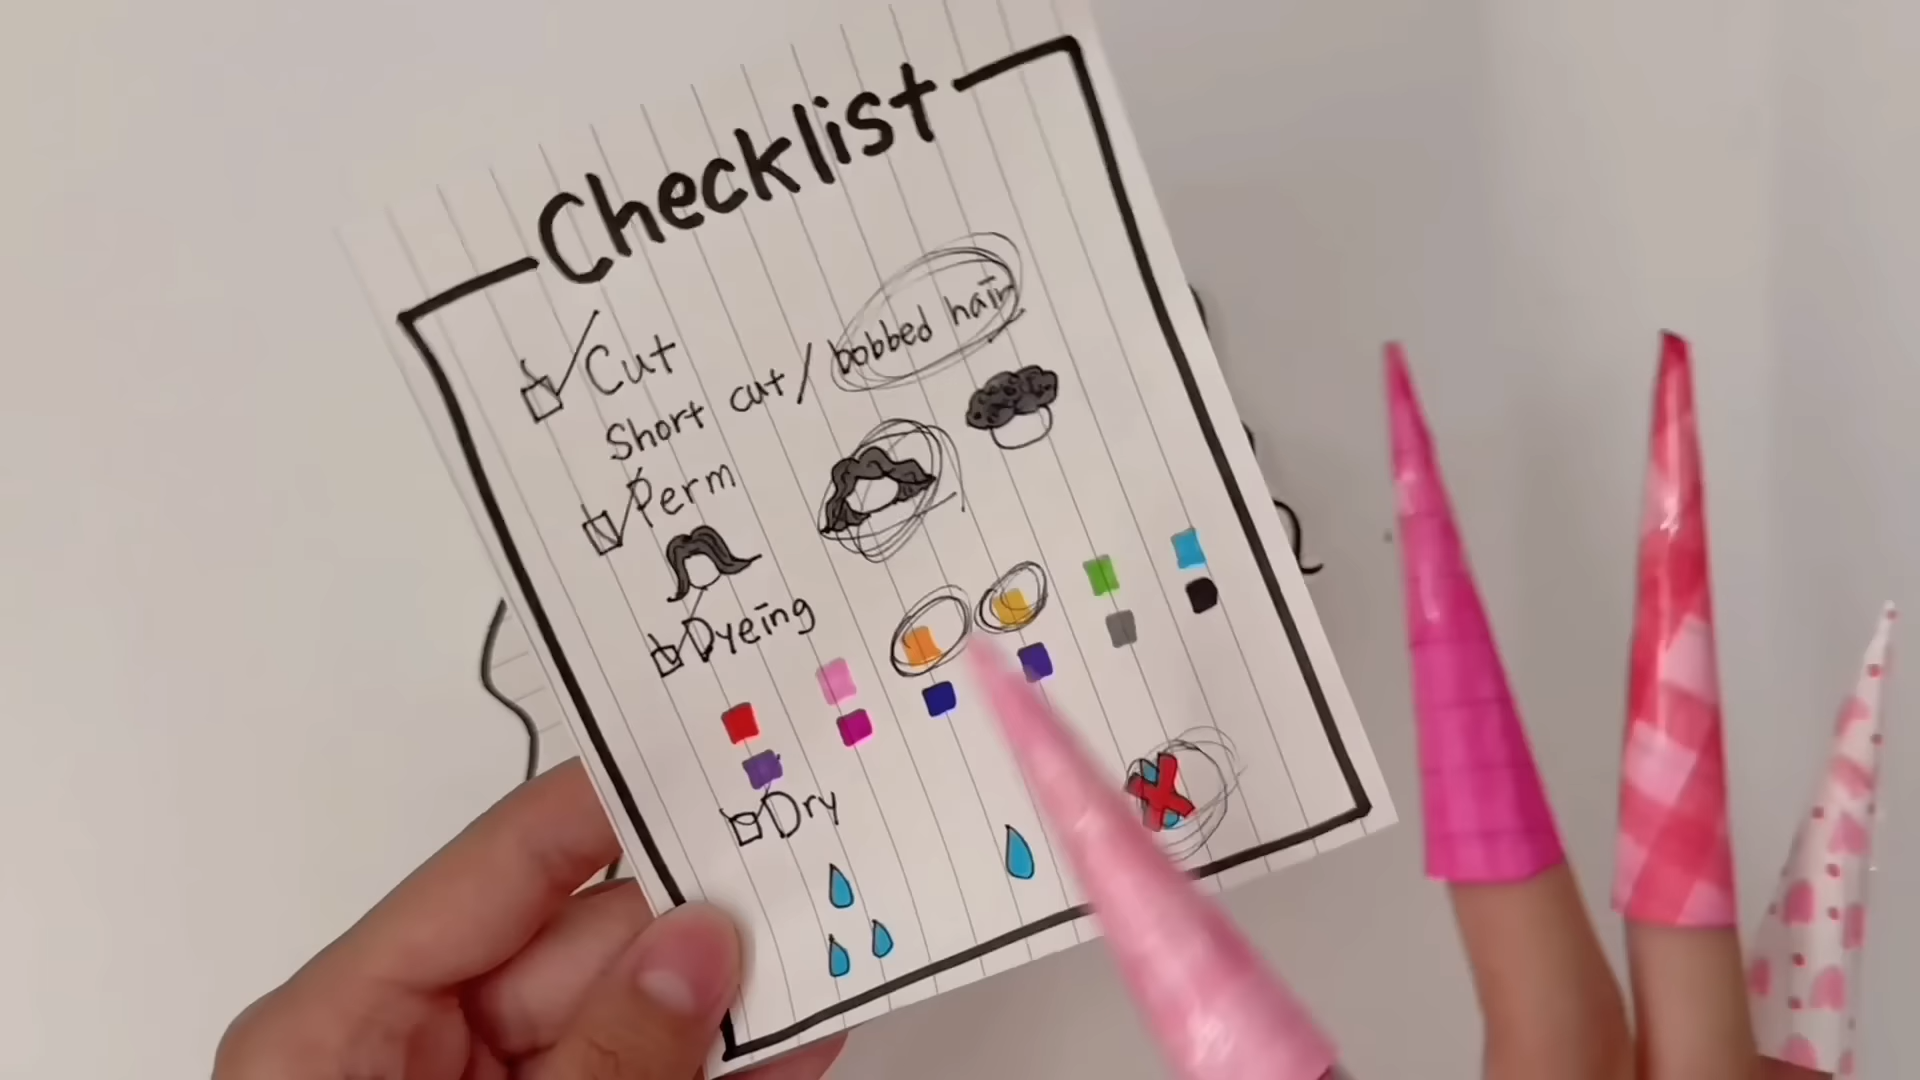 Checklist
Cut
Short cut / bobbed hair
Perm
Dyeing
Dry